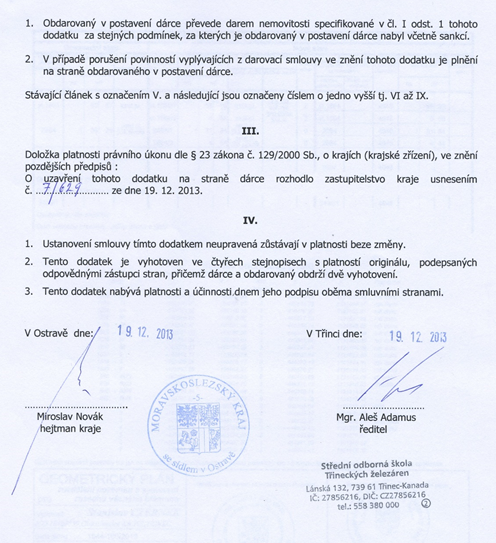 1. Obdarovaný v postavení dárce převede darem nemovitosti specifikované v čl. I odst. 1 tohoto
dodatku za stejných podmínek, za kterých je obdarovaný v postavení dárce nabyl včetně sankcí.
2. V případě porušení povinností vyplývajících z darovací smlouvy ve znění tohoto dodatku je plnění
na straně obdarovaného v postavení dárce.
Stávající článek s označením V. a následující jsou označeny číslem o jedno vyšší tj. VI až IX.
III.
Doložka platnosti právního úkonu dle § 23 zákona č. 129/2000 Sb., o krajích (krajské zřízení), ve znění
pozdějších předpisů :
O uzavření tohoto dodatku na straně dárce rozhodlo zastupitelstvo kraje usnesením
č. ...7/629.......... ze dne 19. 12. 2013.
IV.
1. Ustanovení smlouvy tímto dodatkem neupravená zůstávají v platnosti beze změny.
2. Tento dodatek je vyhotoven ve čtyřech stejnopisech s platností originálu, podepsaných
odpovědnými zástupci stran, přičemž dárce a obdarovaný obdrží dvě vyhotovení.
3. Tento dodatek nabývá platnosti a účinnosti dnem jeho podpisu oběma smluvními stranami.
V Ostravě dne: 19. 12. 2013
V Třinci dne: 19. 12. 2013
Miroslav Novák
hejtman kraje
MORAVSKOSLEZSKÝ KRAJ
-5-
se sídlem v Ostravě
Mgr. Aleš Adamus
ředitel
Střední odborná škola
Třineckých železáren
Lánská 132, 739 61 Třinec-Kanada
IČ: 27856216, DIČ: CZ27856216
tel.: 558 380 000 2